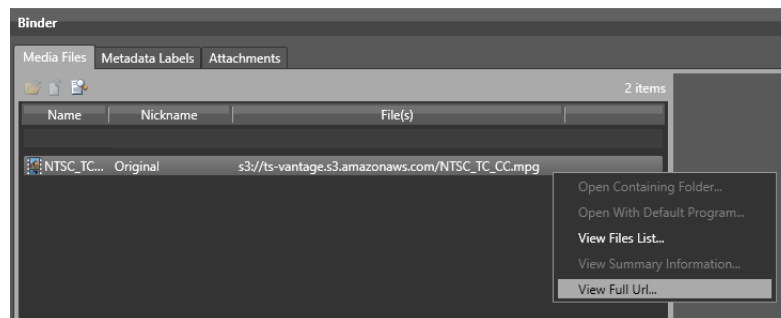 Binder
Media Files Metadata Labels Attachments
2 items
Name Nickname File(s)
NTSC_TC... Original s3://ts-vantage.s3.amazonaws.com/NTSC_TC_CC.mpg
Open Containing Folder...
Open With Default Program...
View Files List...
View Summary Information...
View Full Url...